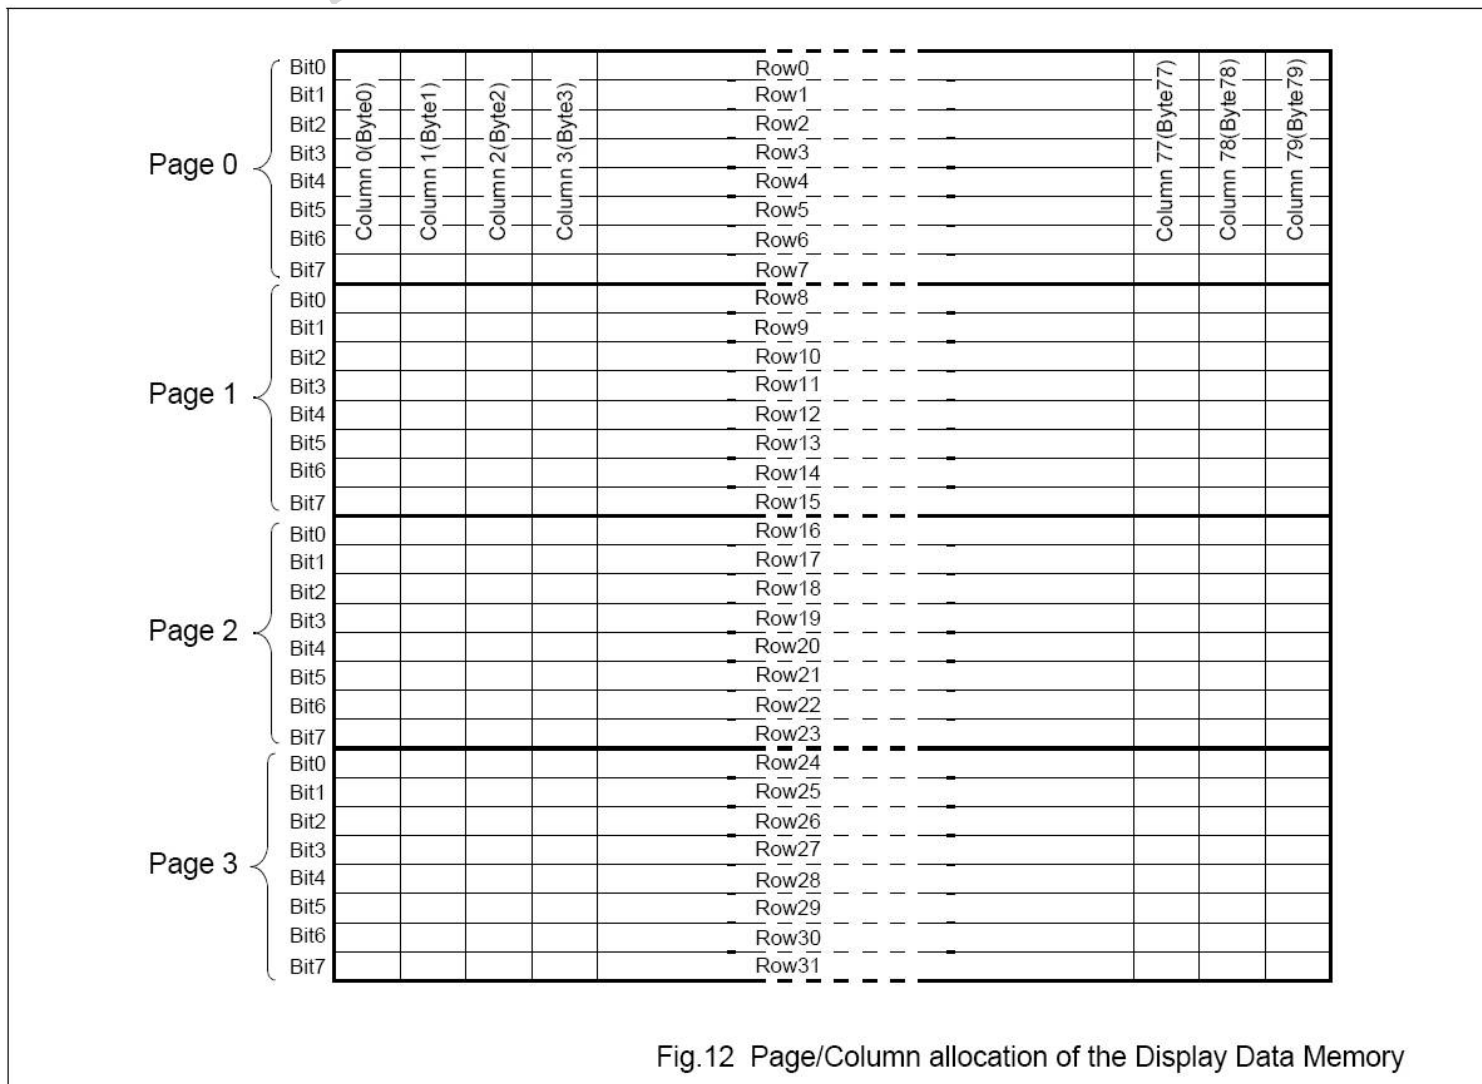 Bit0 Row0
Bit1 Row1
Bit2 Row2
Bit3 Row3
Page 0
Bit4 Row4
Bit5 Row5
Bit6 Row6
Bit7 Row7
Column 0(Byte0)
Column 1(Byte1)
Column 2(Byte2)
Column 3(Byte3)
Column 77(Byte77)
Column 78(Byte78)
Column 79(Byte79)
Bit0 Row8
Bit1 Row9
Bit2 Row10
Bit3 Row11
Page 1
Bit4 Row12
Bit5 Row13
Bit6 Row14
Bit7 Row15
Bit0 Row16
Bit1 Row17
Bit2 Row18
Bit3 Row19
Page 2
Bit4 Row20
Bit5 Row21
Bit6 Row22
Bit7 Row23
Bit0 Row24
Bit1 Row25
Bit2 Row26
Bit3 Row27
Page 3
Bit4 Row28
Bit5 Row29
Bit6 Row30
Bit7 Row31
Fig.12 Page/Column allocation of the Display Data Memory